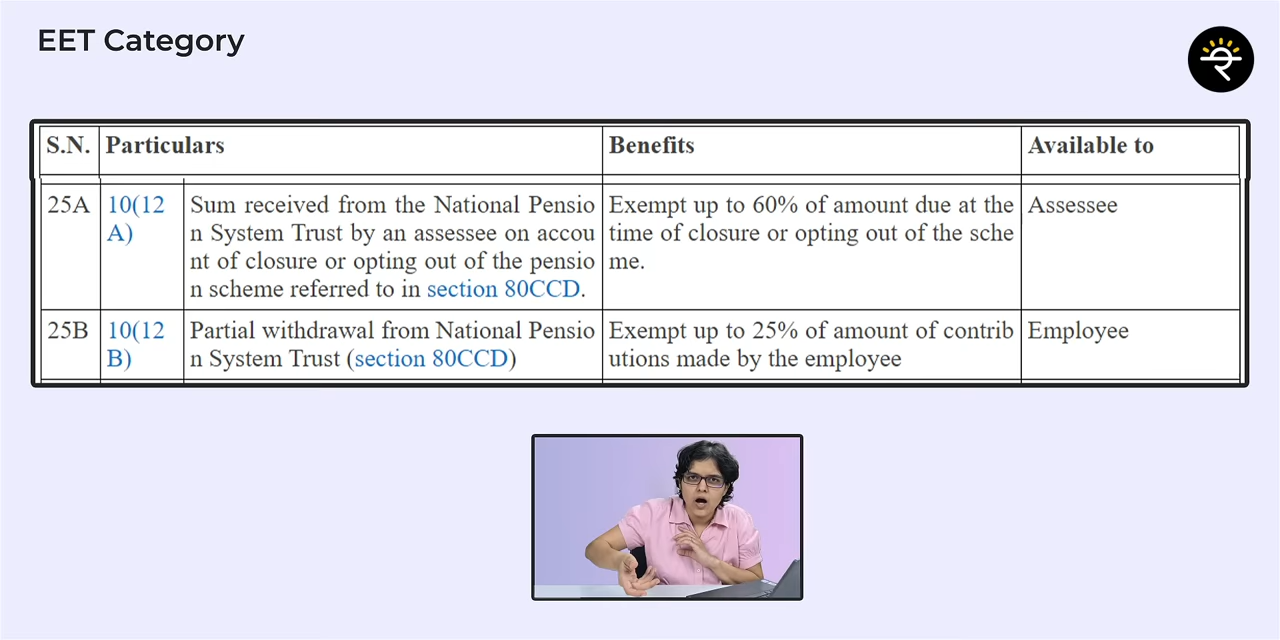 EET Category
S.N. Particulars Benefits Available to
25A 10(12 Sum received from the National Pensio Exempt up to 60% of amount due at the Assessee
A) n System Trust by an assessee on accou time of closure or opting out of the sche
nt of closure or opting out of the pensio me.
n scheme referred to in section 80CCD.
25B 10(12 Partial withdrawal from National Pensio Exempt up to 25% of amount of contrib Employee
B) n System Trust (section 80CCD) utions made by the employee